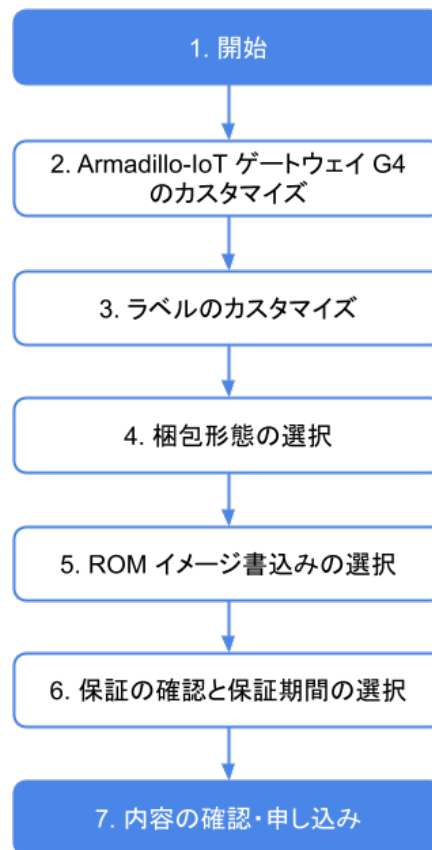 1. 開始
2. Armadillo-IoT ゲートウェイ G4
のカスタマイズ
3. ラベルのカスタマイズ
4. 梱包形態の選択
5. ROM イメージ書込みの選択
6. 保証の確認と保証期間の選択
7. 内容の確認・申し込み